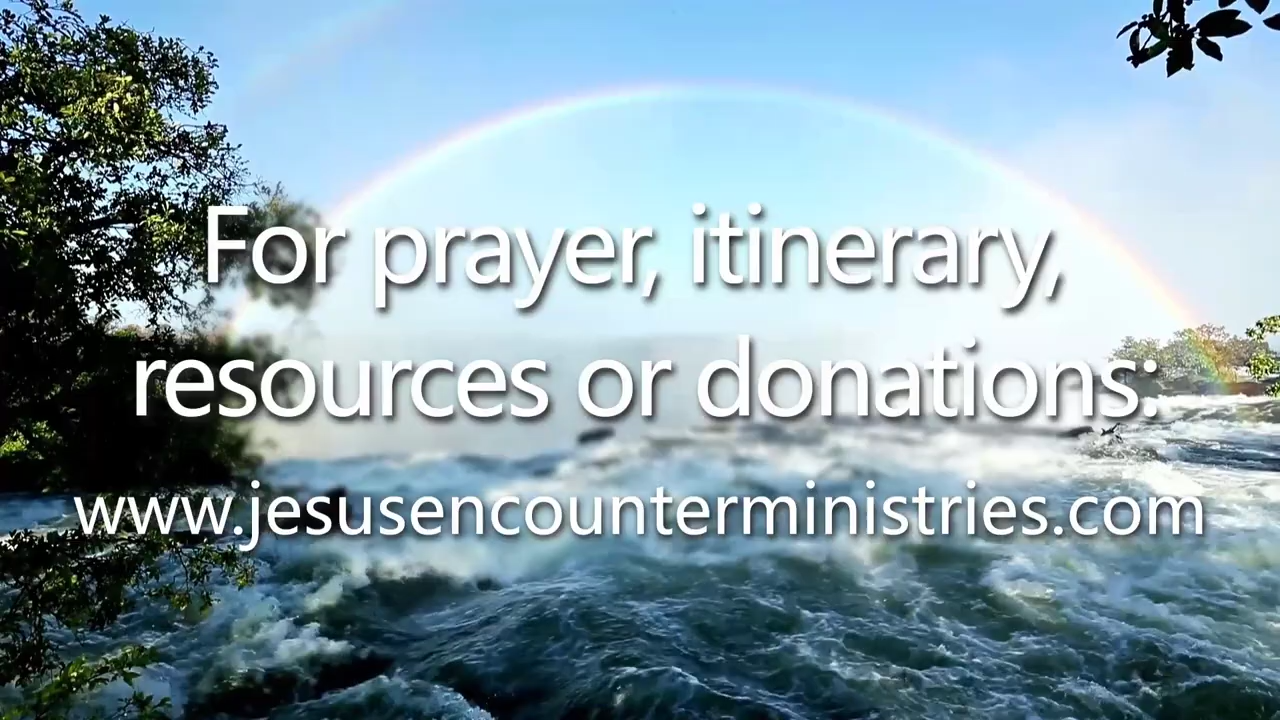 For prayer, itinerary,
resources or donations:
www.jesusencounterministries.com